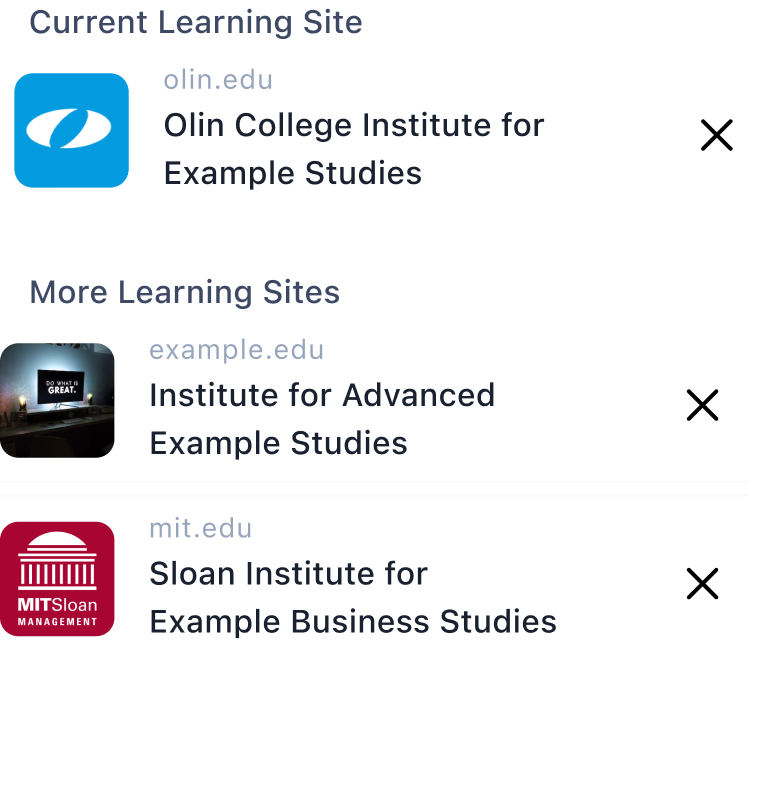 Current Learning Site
olin.edu
Olin College Institute for
Example Studies
More Learning Sites
example.edu
DO WHAT IS
GREAT.
Institute for Advanced
Example Studies
mit.edu
MITSloan
MANAGEMENT
Sloan Institute for
Example Business Studies